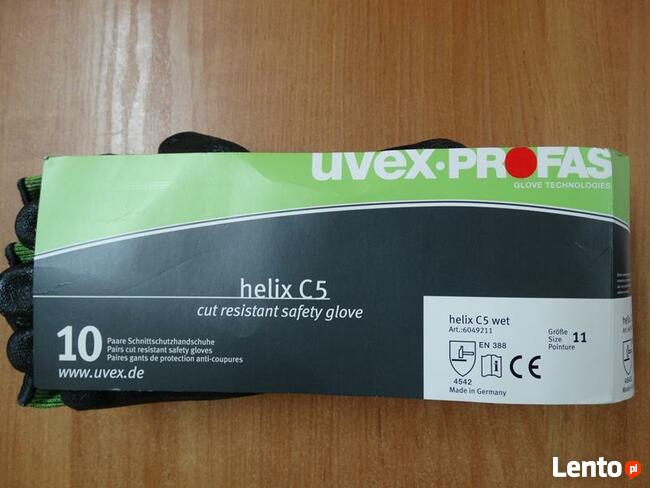 uvex·PROFAS
GLOVE TECHNOLOGIES
helix C5
cut resistant safety glove
10
Paare Schnittschutzhandschuhe
Pairs cut resistant safety gloves
Paires gants de protection anti-coupures
www.uvex.de
helix C5 wet
Art.:6049211
EN 388
4542
Made in Germany
Größe
Size
Pointure
11
4542
Lento.pl